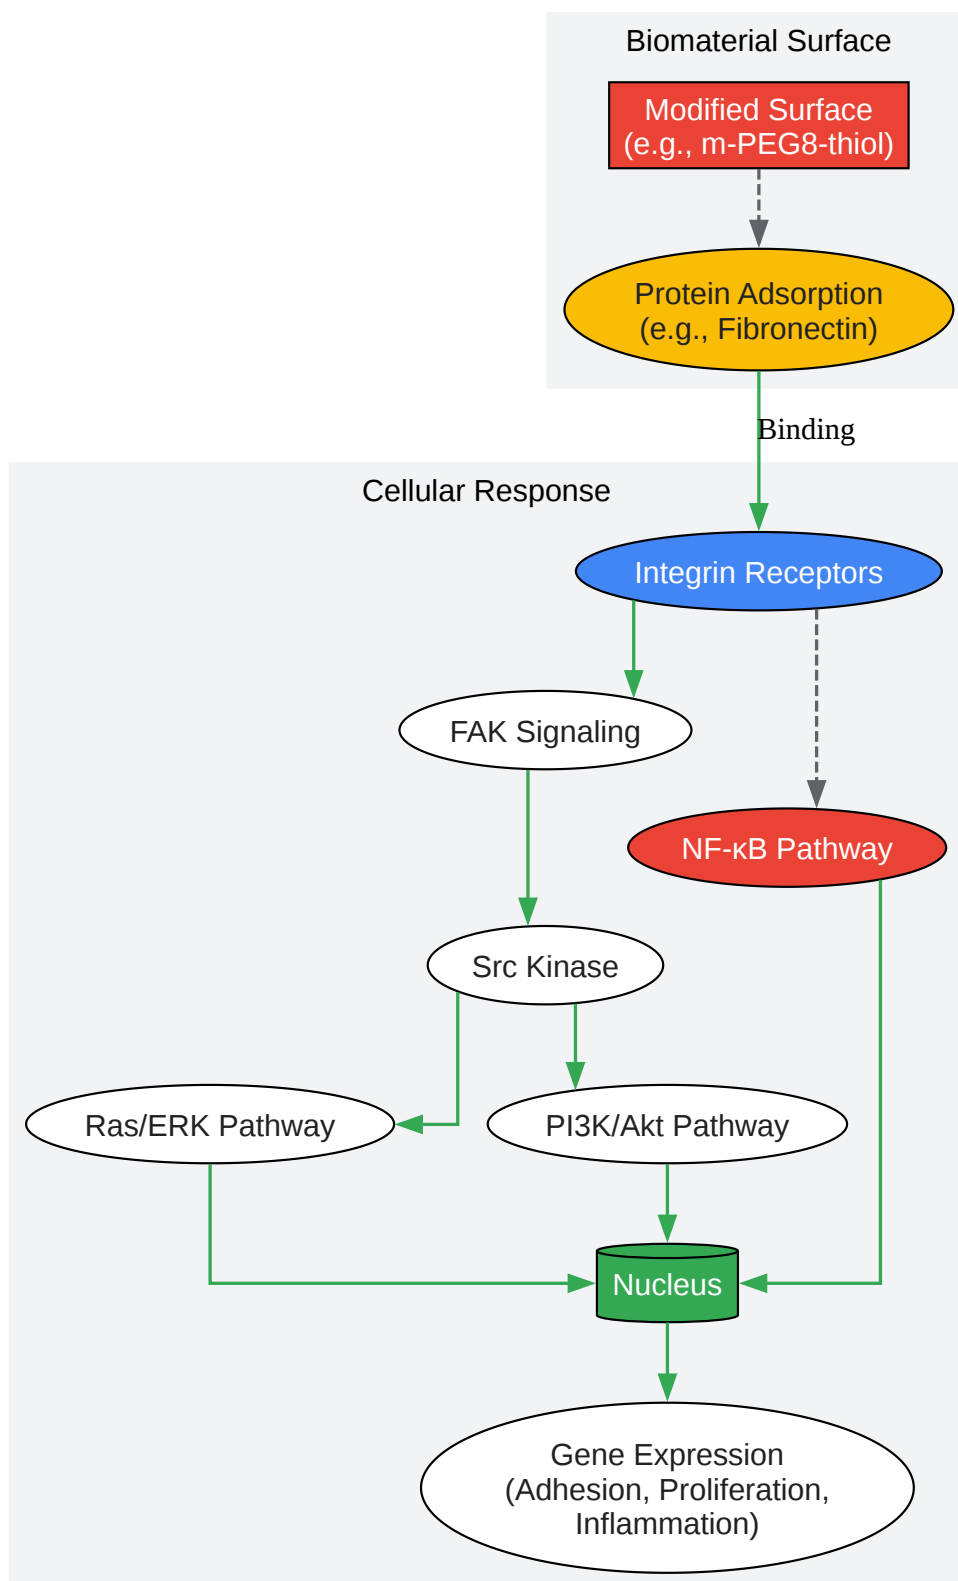 Biomaterial Surface
Modified Surface
(e.g., m-PEG8-thiol)
Protein Adsorption
(e.g., Fibronectin)
Binding
Cellular Response
Integrin Receptors
FAK Signaling
NF-κB Pathway
Src Kinase
Ras/ERK Pathway
PI3K/Akt Pathway
Nucleus
Gene Expression
(Adhesion, Proliferation,
Inflammation)